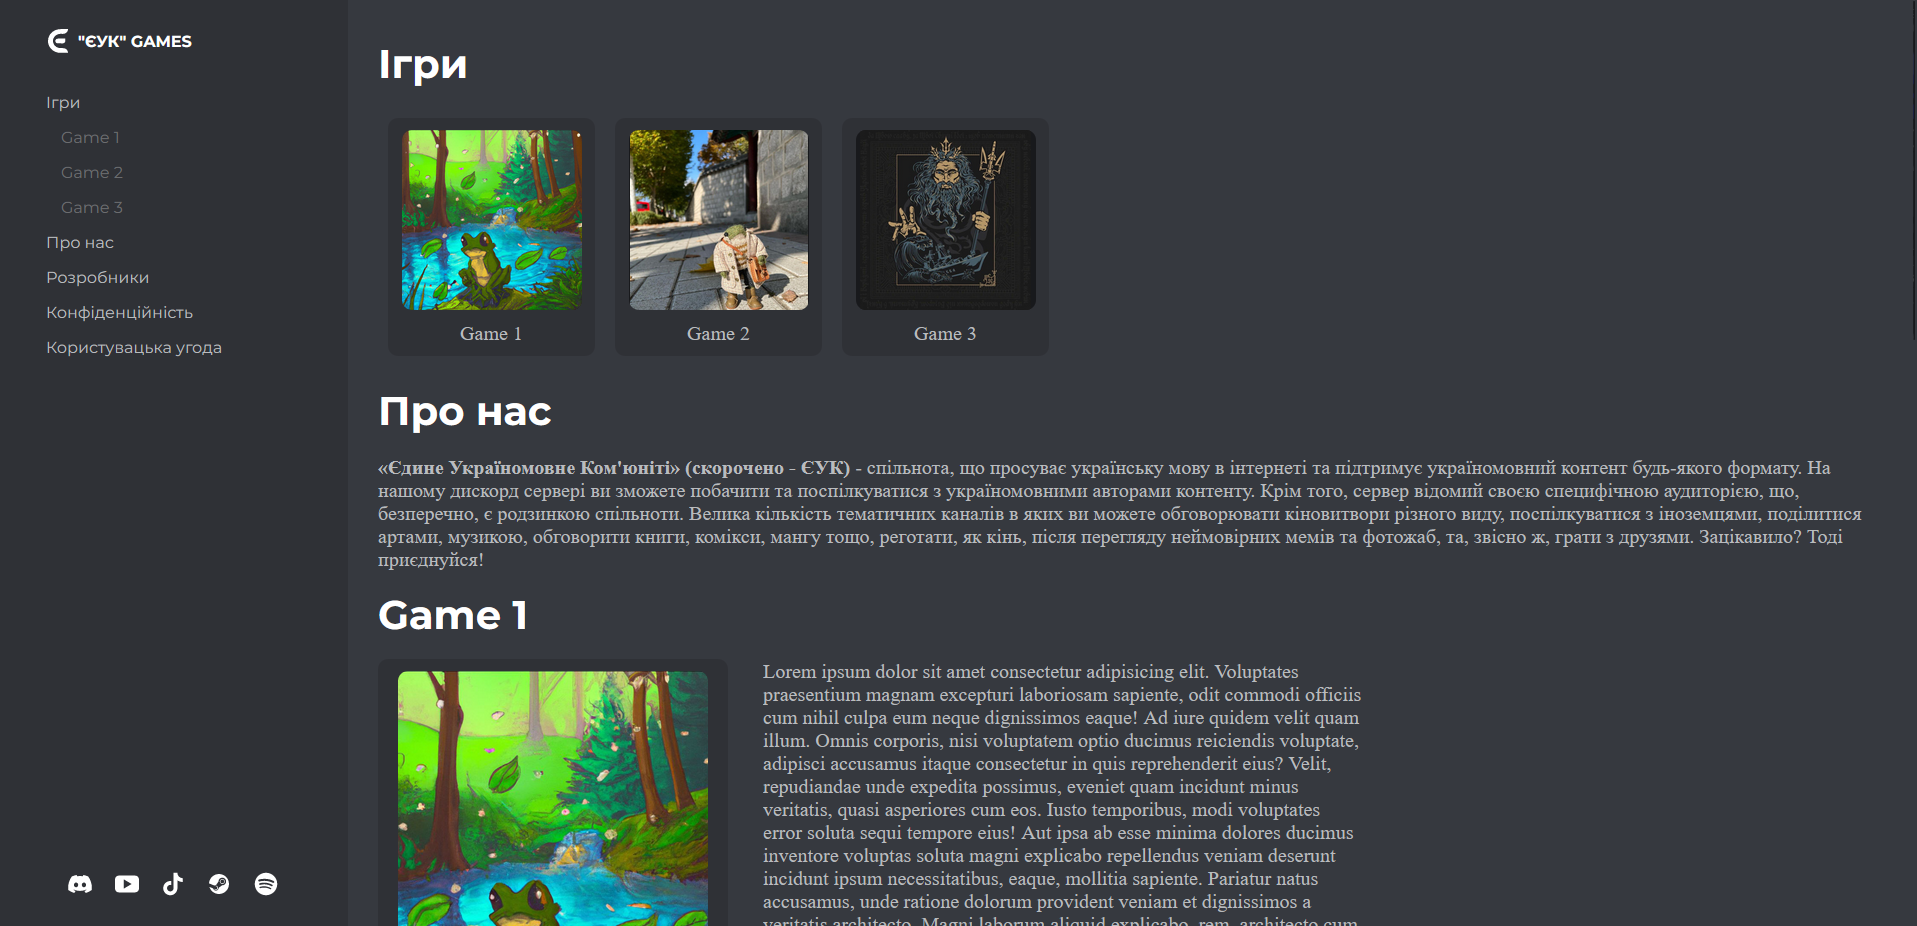 "ЄУК" GAMES
Ігри
Game 1
Game 2
Game 3
Про нас
Розробники
Конфіденційність
Користувацька угода
Ігри
Game 1
Game 2
Game 3
Про нас
«Єдине Україномовне Ком'юніті» (скорочено - ЄУК) - спільнота, що просуває українську мову в інтернеті та підтримує україномовний контент будь-якого формату. На
нашому дискорд сервері ви зможете побачити та поспілкуватися з україномовними авторами контенту. Крім того, сервер відомий своєю специфічною аудиторією, що,
безперечно, є родзинкою спільноти. Велика кількість тематичних каналів в яких ви можете обговорювати кіновитвори різного виду, поспілкуватися з іноземцями, поділитися
артами, музикою, обговорити книги, комікси, мангу тощо, реготати, як кінь, після перегляду неймовірних мемів та фотожаб, та, звісно ж, грати з друзями. Зацікавило? Тоді
приєднуйся!
Game 1
Lorem ipsum dolor sit amet consectetur adipisicing elit. Voluptates
praesentium magnam excepturi laboriosam sapiente, odit commodi officiis
cum nihil culpa eum neque dignissimos eaque! Ad iure quidem velit quam
illum. Omnis corporis, nisi voluptatem optio ducimus reiciendis voluptate,
adipisci accusamus itaque consectetur in quis reprehenderit eius? Velit,
repudiandae unde expedita possimus, eveniet quam incidunt minus
veritatis, quasi asperiores cum eos. Iusto temporibus, modi voluptates
error soluta sequi tempore eius! Aut ipsa ab esse minima dolores ducimus
inventore voluptas soluta magni explicabo repellendus veniam deserunt
incidunt ipsum necessitatibus, eaque, mollitia sapiente. Pariatur natus
accusamus, unde ratione dolorum provident veniam et dignissimos a
veritatis architecto. Magni laborum aliquid explicabo, rem, architecto cum